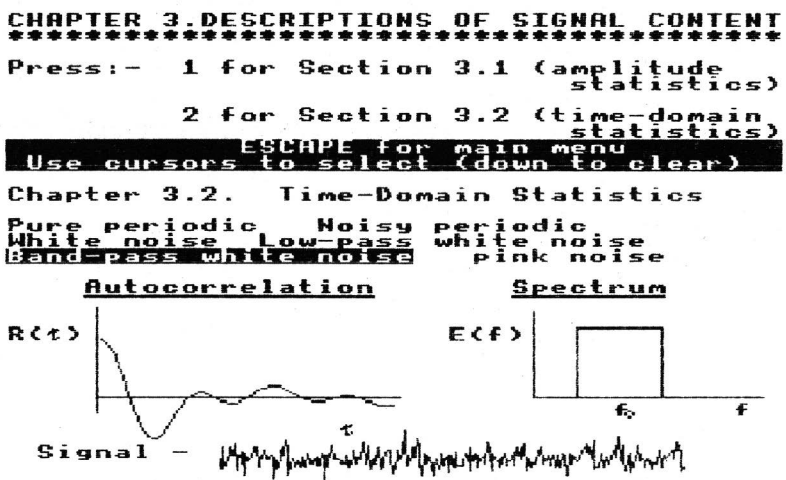 CHAPTER 3.DESCRIPTIONS OF SIGNAL CONTENT
****************************************
Press:-  1 for Section 3.1 (amplitude
statistics)
2 for Section 3.2 (time-domain
statistics)
ESCAPE for main menu
Use cursors to select (down to clear)
Chapter 3.2.  Time-Domain Statistics
Pure periodic  Noisy periodic
White noise  Low-pass white noise
Band-pass white noise  pink noise
Autocorrelation  Spectrum
R(τ)  E(f)
f₀  f
τ
Signal -